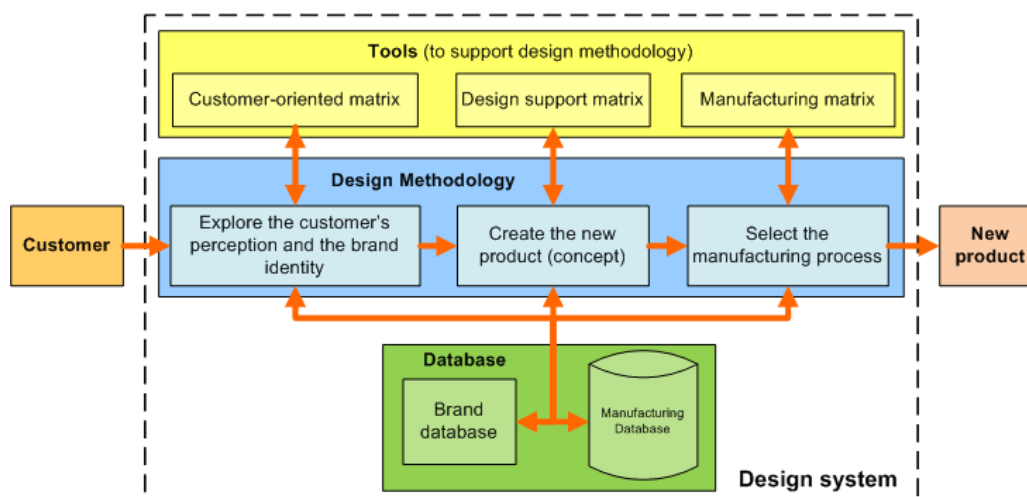 Tools (to support design methodology)
Customer-oriented matrix
Design support matrix
Manufacturing matrix
Design Methodology
Customer
Explore the customer's
perception and the brand
identity
Create the new
product (concept)
Select the
manufacturing process
New
product
Database
Brand
database
Manufacturing
Database
Design system